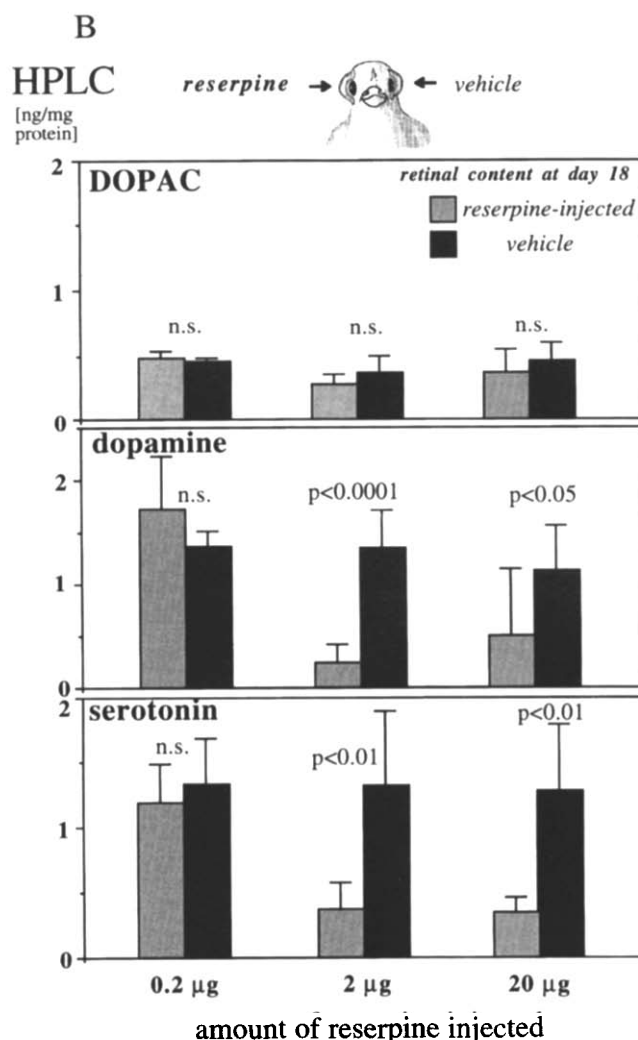 B
HPLC
[ng/mg
protein]
reserpine
vehicle
2
DOPAC
retinal content at day 18
reserpine-injected
vehicle
1
n.s.
n.s.
n.s.
0
dopamine
2
n.s.
p<0.0001
p<0.05
1
0
2
serotonin
n.s.
p<0.01
p<0.01
1
0
0.2 µg
2 µg
20 µg
amount of reserpine injected